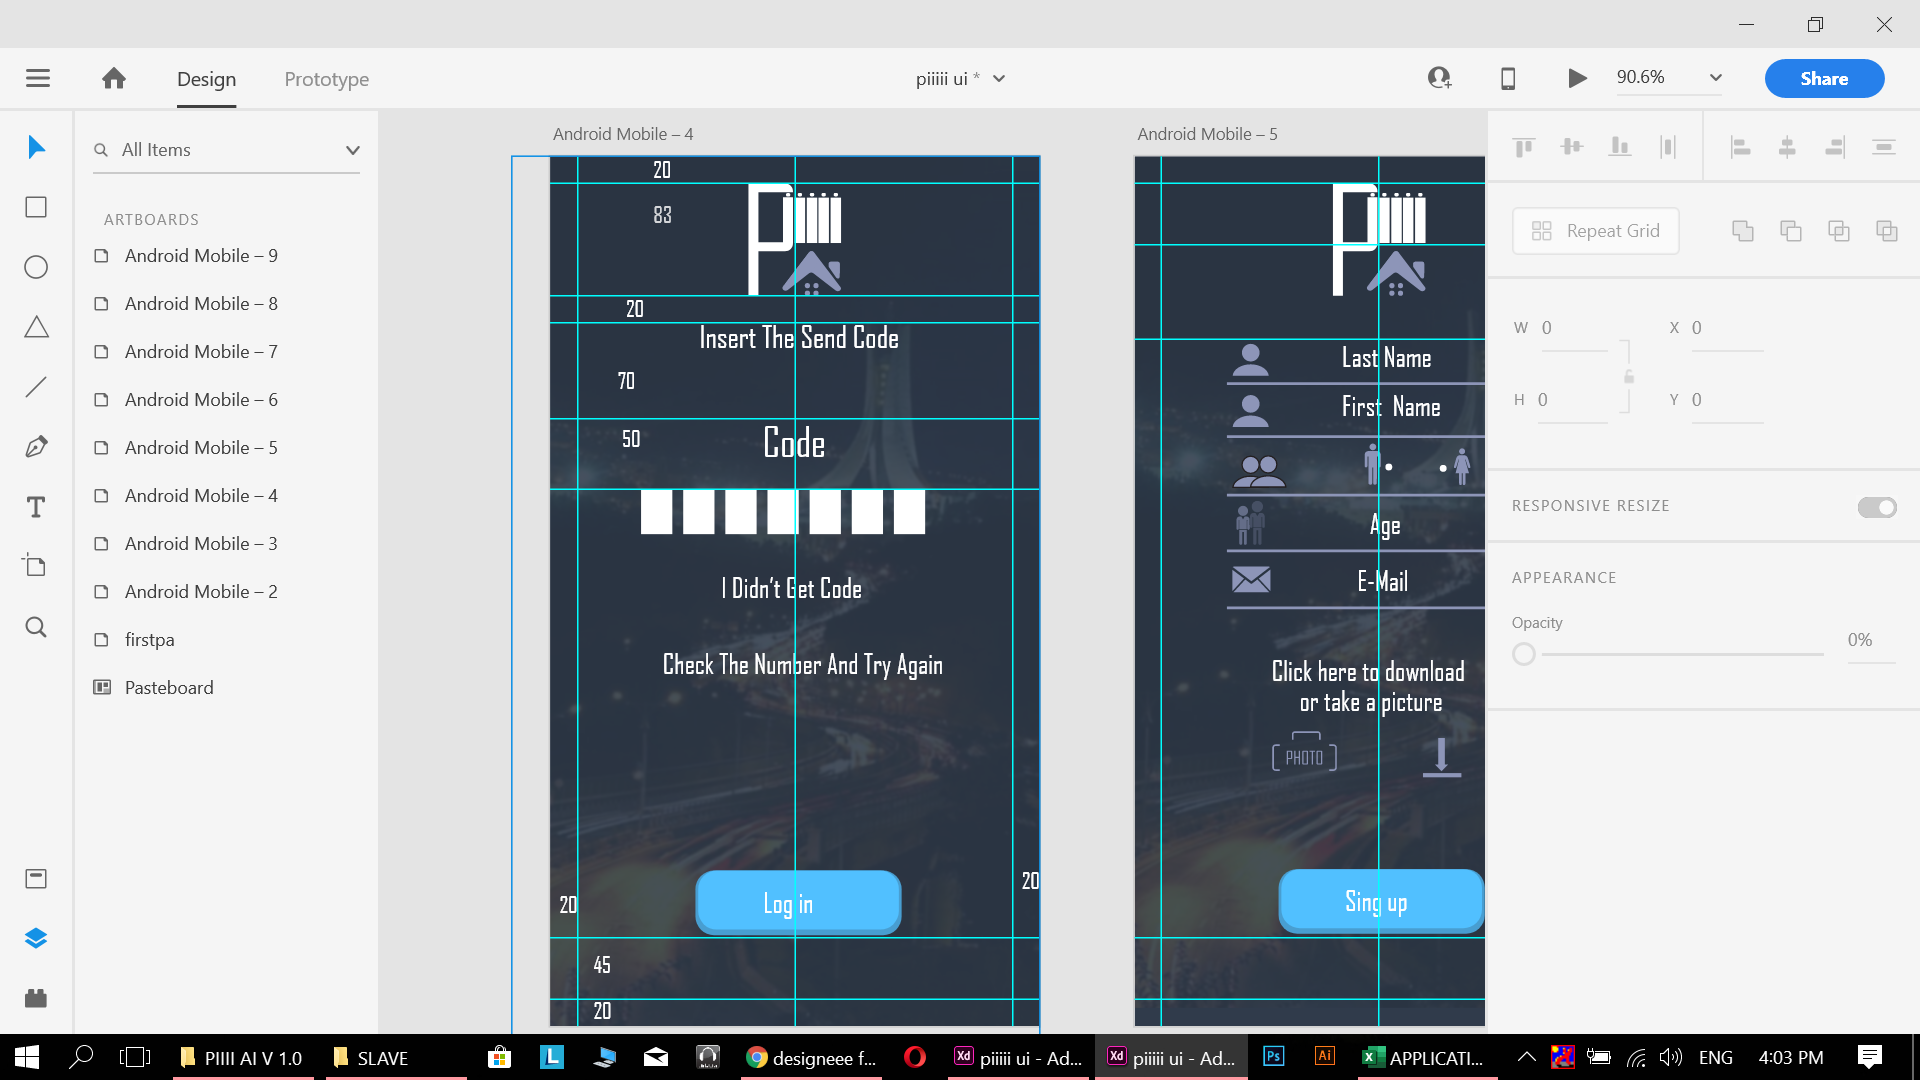 Design
Prototype
piiiii ui *
90.6%
Share
All Items
ARTBOARDS
Android Mobile – 9
Android Mobile – 8
Android Mobile – 7
Android Mobile – 6
Android Mobile – 5
Android Mobile – 4
Android Mobile – 3
Android Mobile – 2
firstpa
Pasteboard
Android Mobile – 4
20
83
P
20
Insert The Send Code
70
50
Code
I Didn't Get Code
Check The Number And Try Again
20
20
Log in
45
20
Android Mobile – 5
P
Last Name
First Name
Age
E-Mail
Click here to download
or take a picture
PHOTO
Sing up
Repeat Grid
W 0
X 0
H 0
Y 0
RESPONSIVE RESIZE
APPEARANCE
Opacity
0%
PIIII AI V 1.0
SLAVE
L
designeee f...
Xd
piiiii ui - Ad...
Xd
piiiii ui - Ad...
Ps
Ai
APPLICATI...
ENG
4:03 PM